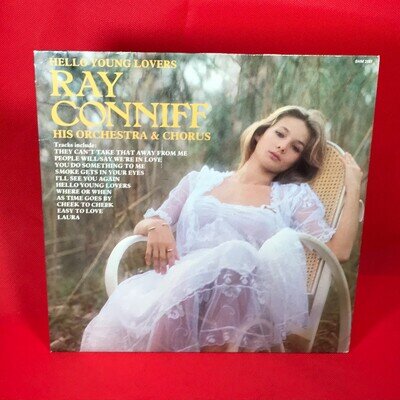 HELLO YOUNG LOVERS
RAY
CONNIFF
HIS ORCHESTRA & CHORUS
Tracks include:
THEY CAN'T TAKE THAT AWAY FROM ME
PEOPLE WILL SAY WE'RE IN LOVE
YOU DO SOMETHING TO ME
SMOKE GETS IN YOUR EYES
I'LL SEE YOU AGAIN
HELLO YOUNG LOVERS
WHERE OR WHEN
AS TIME GOES BY
CHEEK TO CHEEK
EASY TO LOVE
LAURA